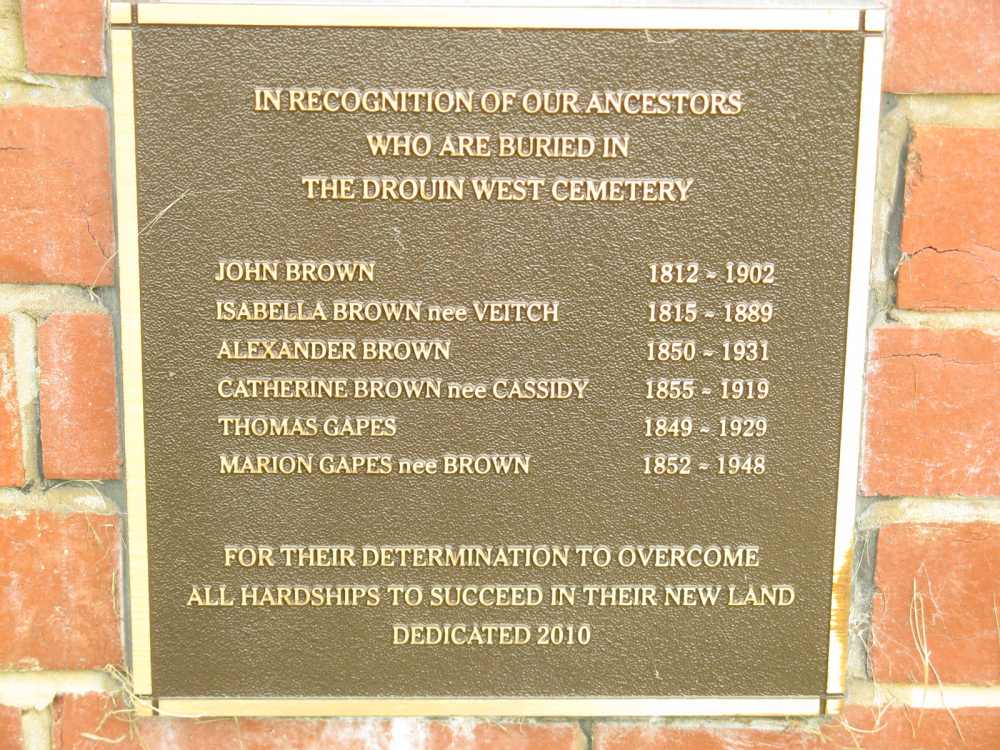 IN RECOGNITION OF OUR ANCESTORS
WHO ARE BURIED IN
THE DROUIN WEST CEMETERY
JOHN BROWN 1812 ~ 1902
ISABELLA BROWN nee VEITCH 1815 ~ 1889
ALEXANDER BROWN 1850 ~ 1931
CATHERINE BROWN nee CASSIDY 1855 ~ 1919
THOMAS GAPES 1849 ~ 1929
MARION GAPES nee BROWN 1852 ~ 1948
FOR THEIR DETERMINATION TO OVERCOME
ALL HARDSHIPS TO SUCCEED IN THEIR NEW LAND
DEDICATED 2010